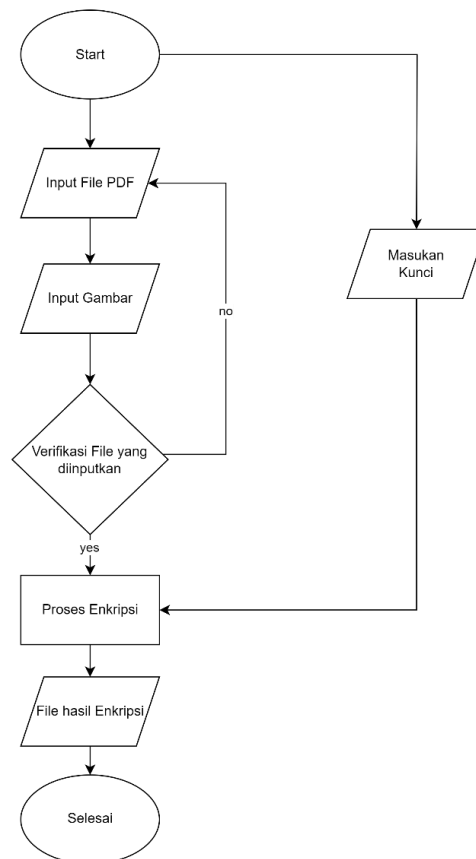 Start
Input File PDF
Masukan
Kunci
Input Gambar
no
Verifikasi File yang
diinputkan
yes
Proses Enkripsi
File hasil Enkripsi
Selesai